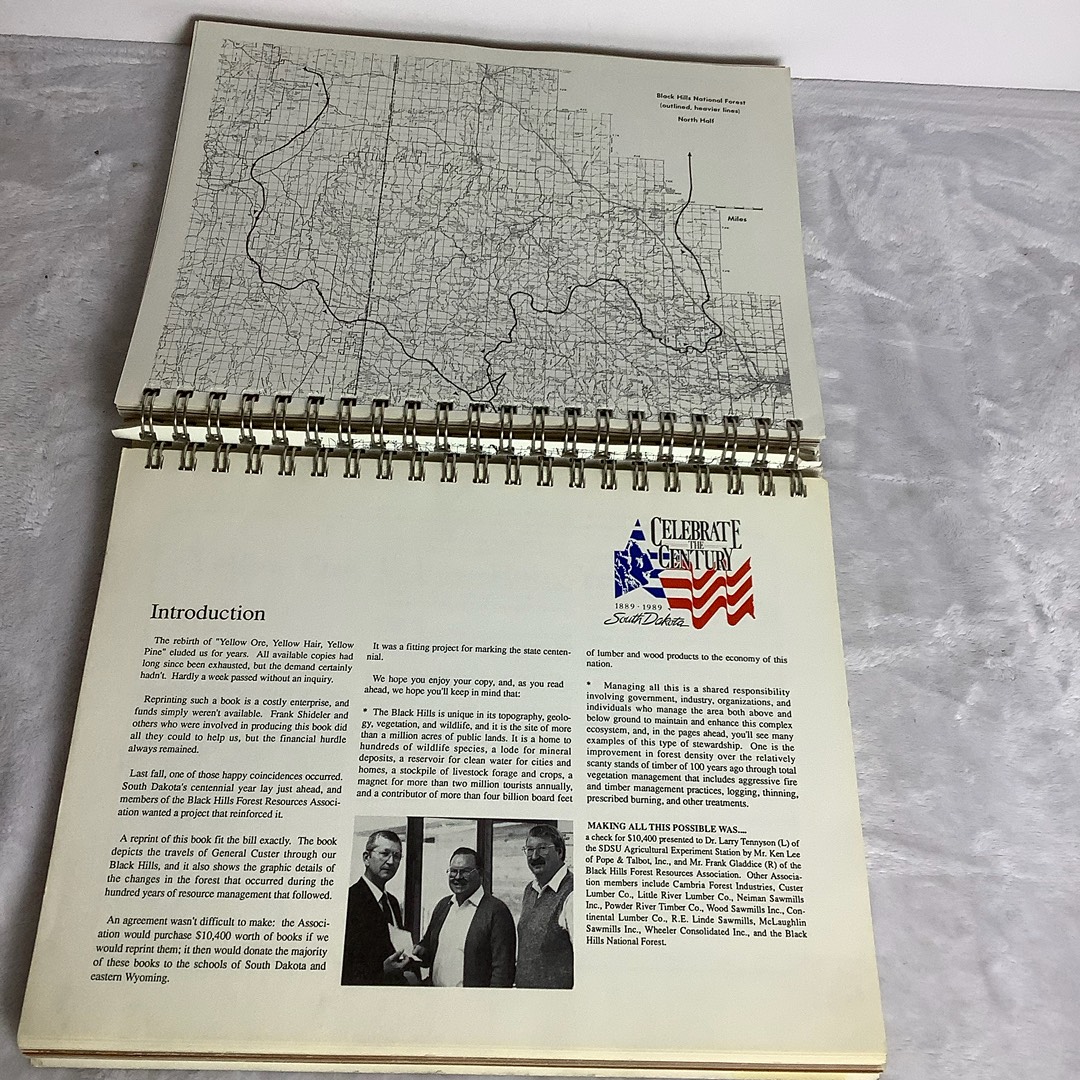 Black Hills National Forest
(outlined, heavier lines)
North Half
Miles
CELEBRATE
THE
CENTURY
1889 · 1989
South Dakota
Introduction
The rebirth of "Yellow Ore, Yellow Hair, Yellow
Pine" eluded us for years. All available copies had
long since been exhausted, but the demand certainly
hadn't. Hardly a week passed without an inquiry.
Reprinting such a book is a costly enterprise, and
funds simply weren't available. Frank Shideler and
others who were involved in producing this book did
all they could to help us, but the financial hurdle
always remained.
Last fall, one of those happy coincidences occurred.
South Dakota's centennial year lay just ahead, and
members of the Black Hills Forest Resources Associ-
ation wanted a project that reinforced it.
A reprint of this book fit the bill exactly. The book
depicts the travels of General Custer through our
Black Hills, and it also shows the graphic details of
the changes in the forest that occurred during the
hundred years of resource management that followed.
An agreement wasn't difficult to make: the Associ-
ation would purchase $10,400 worth of books if we
would reprint them; it then would donate the majority
of these books to the schools of South Dakota and
eastern Wyoming.
It was a fitting project for marking the state centen-
nial.
We hope you enjoy your copy, and, as you read
ahead, we hope you'll keep in mind that:
* The Black Hills is unique in its topography, geolo-
gy, vegetation, and wildlife, and it is the site of more
than a million acres of public lands. It is a home to
hundreds of wildlife species, a lode for mineral
deposits, a reservoir for clean water for cities and
homes, a stockpile of livestock forage and crops, a
magnet for more than two million tourists annually,
and a contributor of more than four billion board feet
of lumber and wood products to the economy of this
nation.
* Managing all this is a shared responsibility
involving government, industry, organizations, and
individuals who manage the area both above and
below ground to maintain and enhance this complex
ecosystem, and, in the pages ahead, you'll see many
examples of this type of stewardship. One is the
improvement in forest density over the relatively
scanty stands of timber of 100 years ago through total
vegetation management that includes aggressive fire
and timber management practices, logging, thinning,
prescribed burning, and other treatments.
MAKING ALL THIS POSSIBLE WAS....
a check for $10,400 presented to Dr. Larry Tennyson (L) of
the SDSU Agricultural Experiment Station by Mr. Ken Lee
of Pope & Talbot, Inc., and Mr. Frank Gladdice (R) of the
Black Hills Forest Resources Association. Other Associa-
tion members include Cambria Forest Industries, Custer
Lumber Co., Little River Lumber Co., Neiman Sawmills
Inc., Powder River Timber Co., Wood Sawmills Inc., Con-
tinental Lumber Co., R.E. Linde Sawmills, McLaughlin
Sawmills Inc., Wheeler Consolidated Inc., and the Black
Hills National Forest.